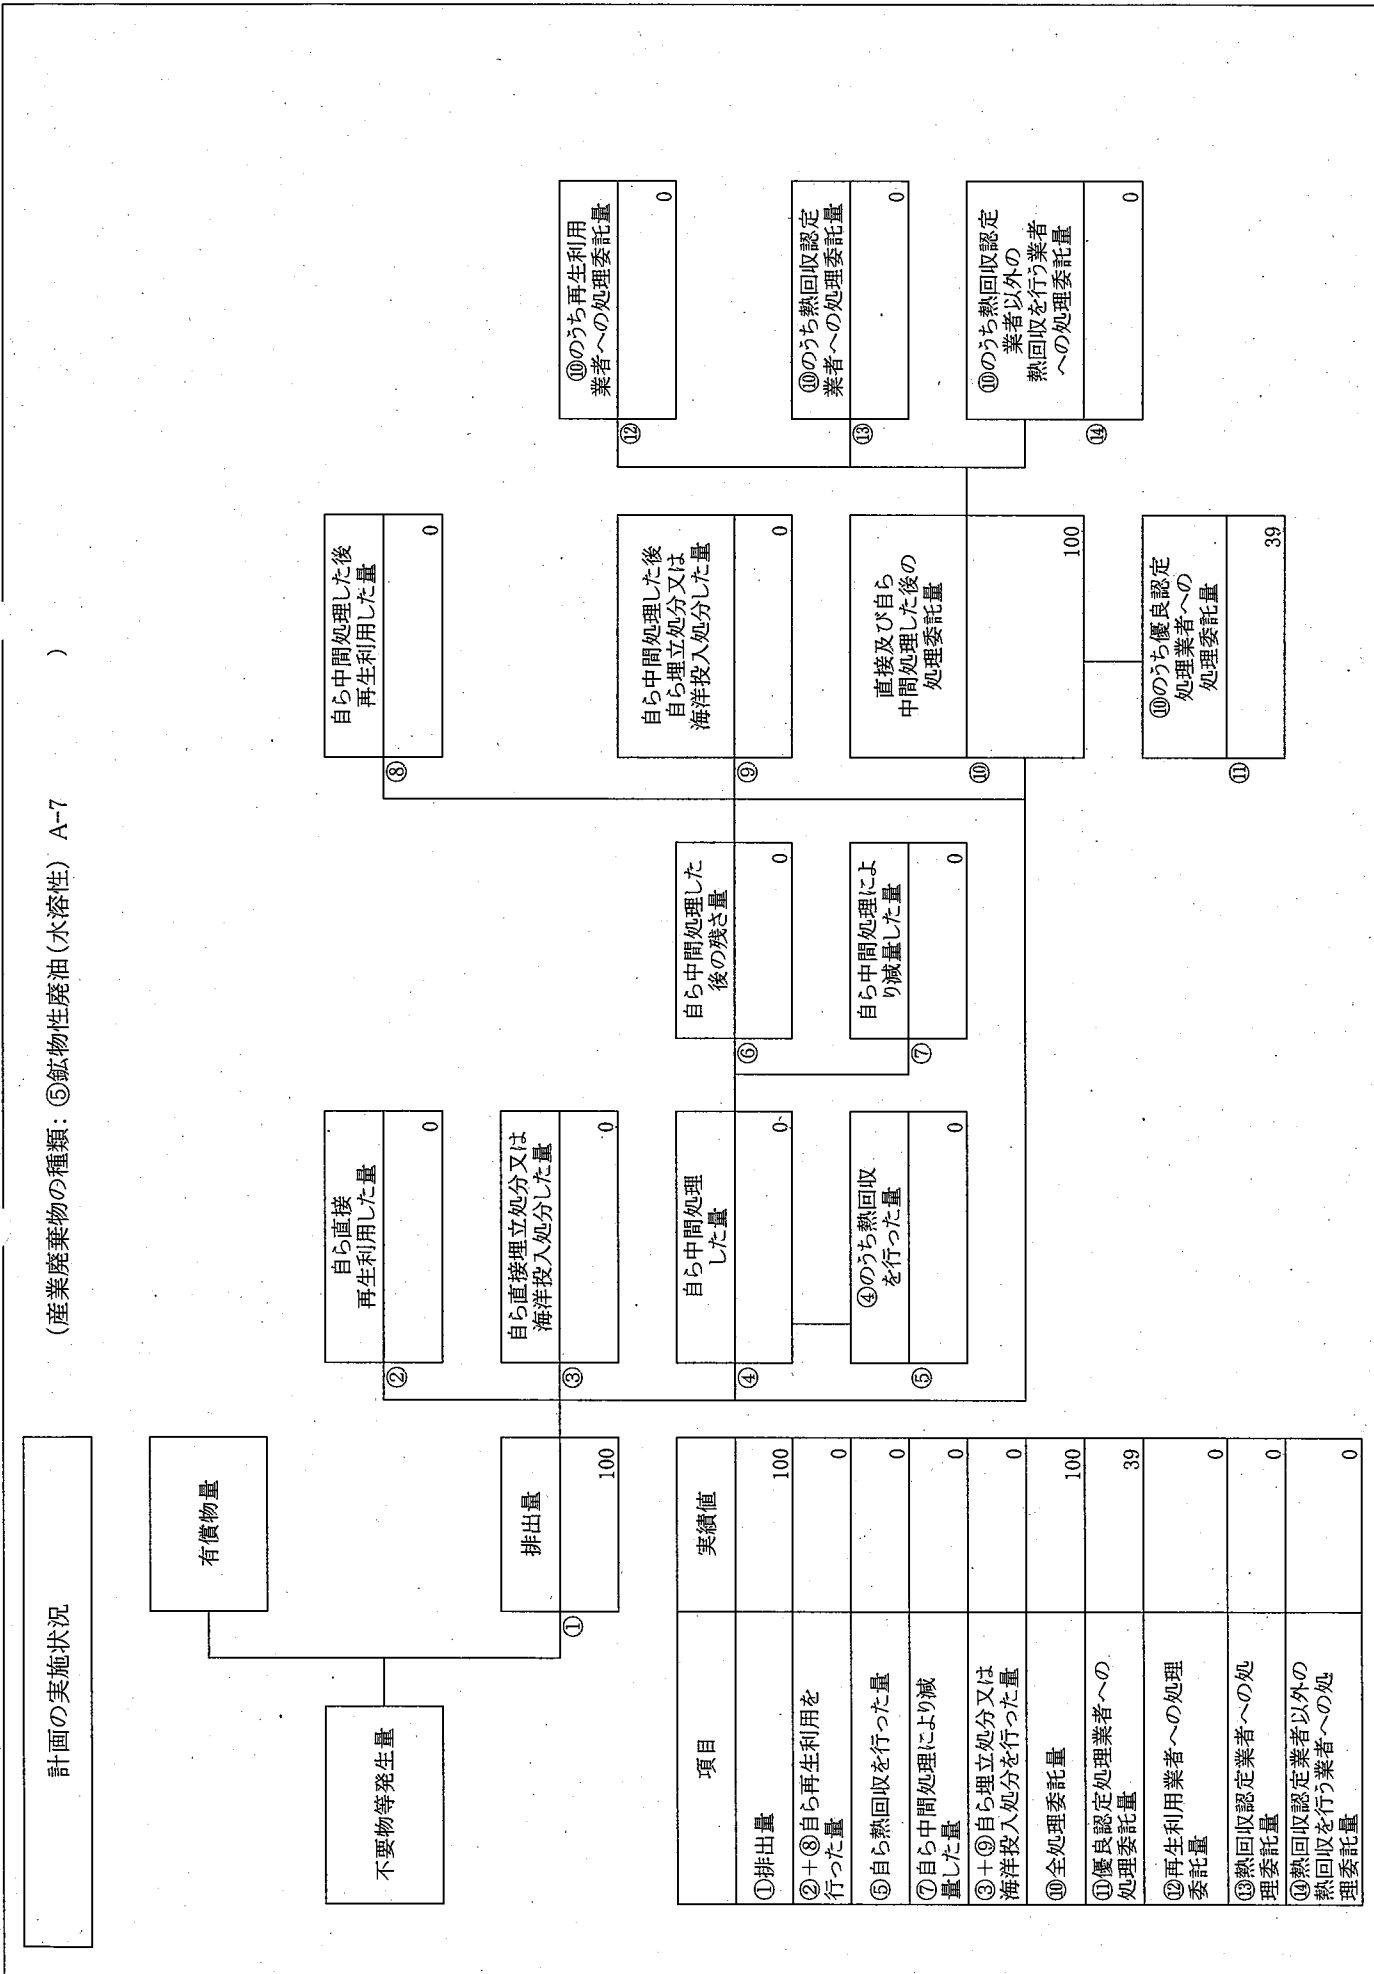 計画の実施状況
(産業廃棄物の種類:⑤鉱物性廃油(水溶性) A-7 )
不要物等発生量
有償物量
①
排出量
100
②
自ら直接
再生利用した量
0
③
自ら直接埋立処分又は
海洋投入処分した量
0
④
自ら中間処理
した量
0
⑤
④のうち熱回収
を行った量
0
⑥
自ら中間処理した
後の残さ量
0
⑦
自ら中間処理によ
り減量した量
0
⑧
自ら中間処理した後
再生利用した量
0
⑨
自ら中間処理した後
自ら埋立処分又は
海洋投入処分した量
0
⑩
直接及び自ら
中間処理した後の
処理委託量
100
⑪
⑩のうち優良認定
処理業者への
処理委託量
39
⑫
⑩のうち再生利用
業者への処理委託量
0
⑬
⑩のうち熱回収認定
業者への処理委託量
0
⑭
⑩のうち熱回収認定
業者以外の
熱回収を行う業者
への処理委託量
0
項目 実績値
①排出量 100
②+⑧自ら再生利用を
行った量 0
⑤自ら熱回収を行った量 0
⑦自ら中間処理により減
量した量 0
③+⑨自ら埋立処分又は
海洋投入処分を行った量 0
⑩全処理委託量 100
⑪優良認定処理業者への
処理委託量 39
⑫再生利用業者への処理
委託量 0
⑬熱回収認定業者への処
理委託量 0
⑭熱回収認定業者以外の
熱回収を行う業者への処
理委託量 0